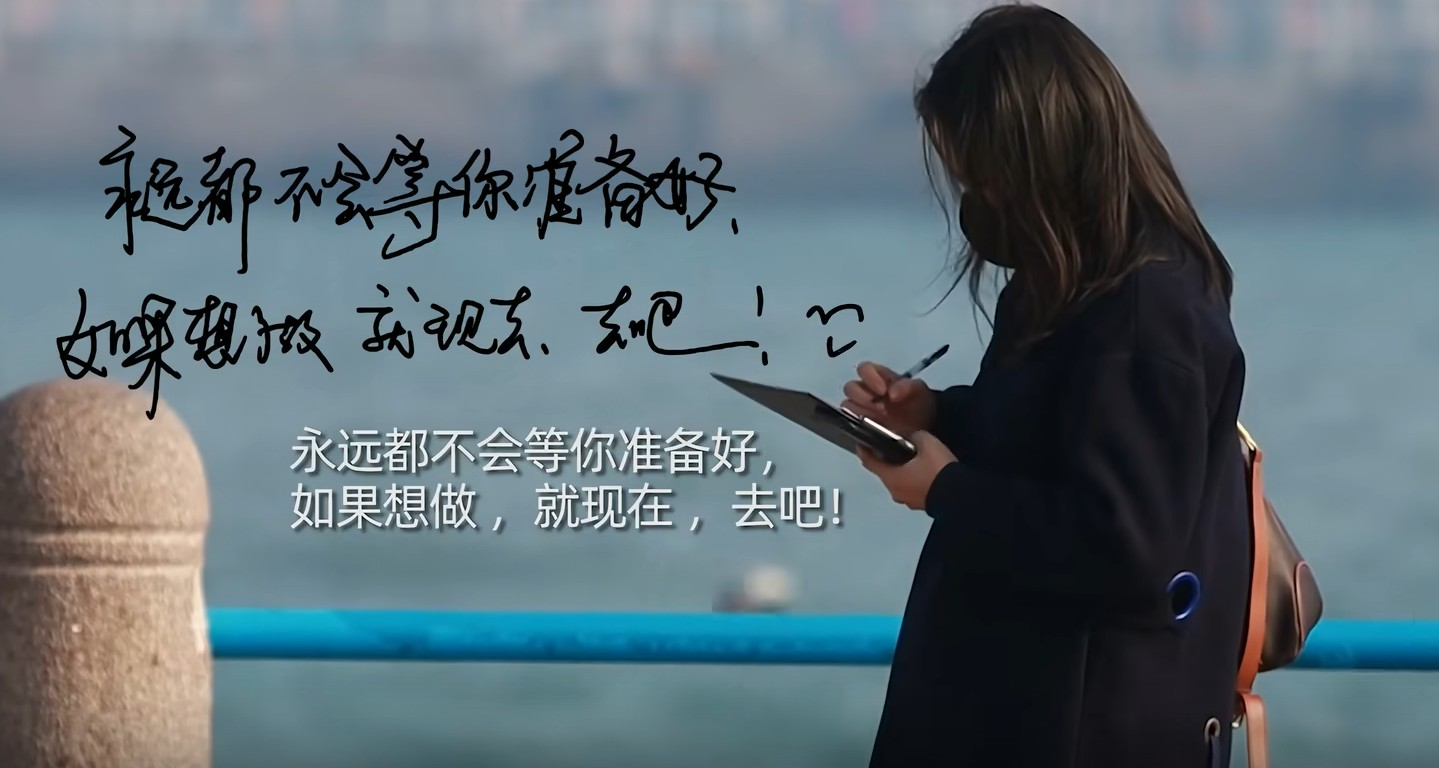 永远都不会等你准备好、
如果想做 就现去、去吧!
永远都不会等你准备好,
如果想做, 就现在, 去吧!